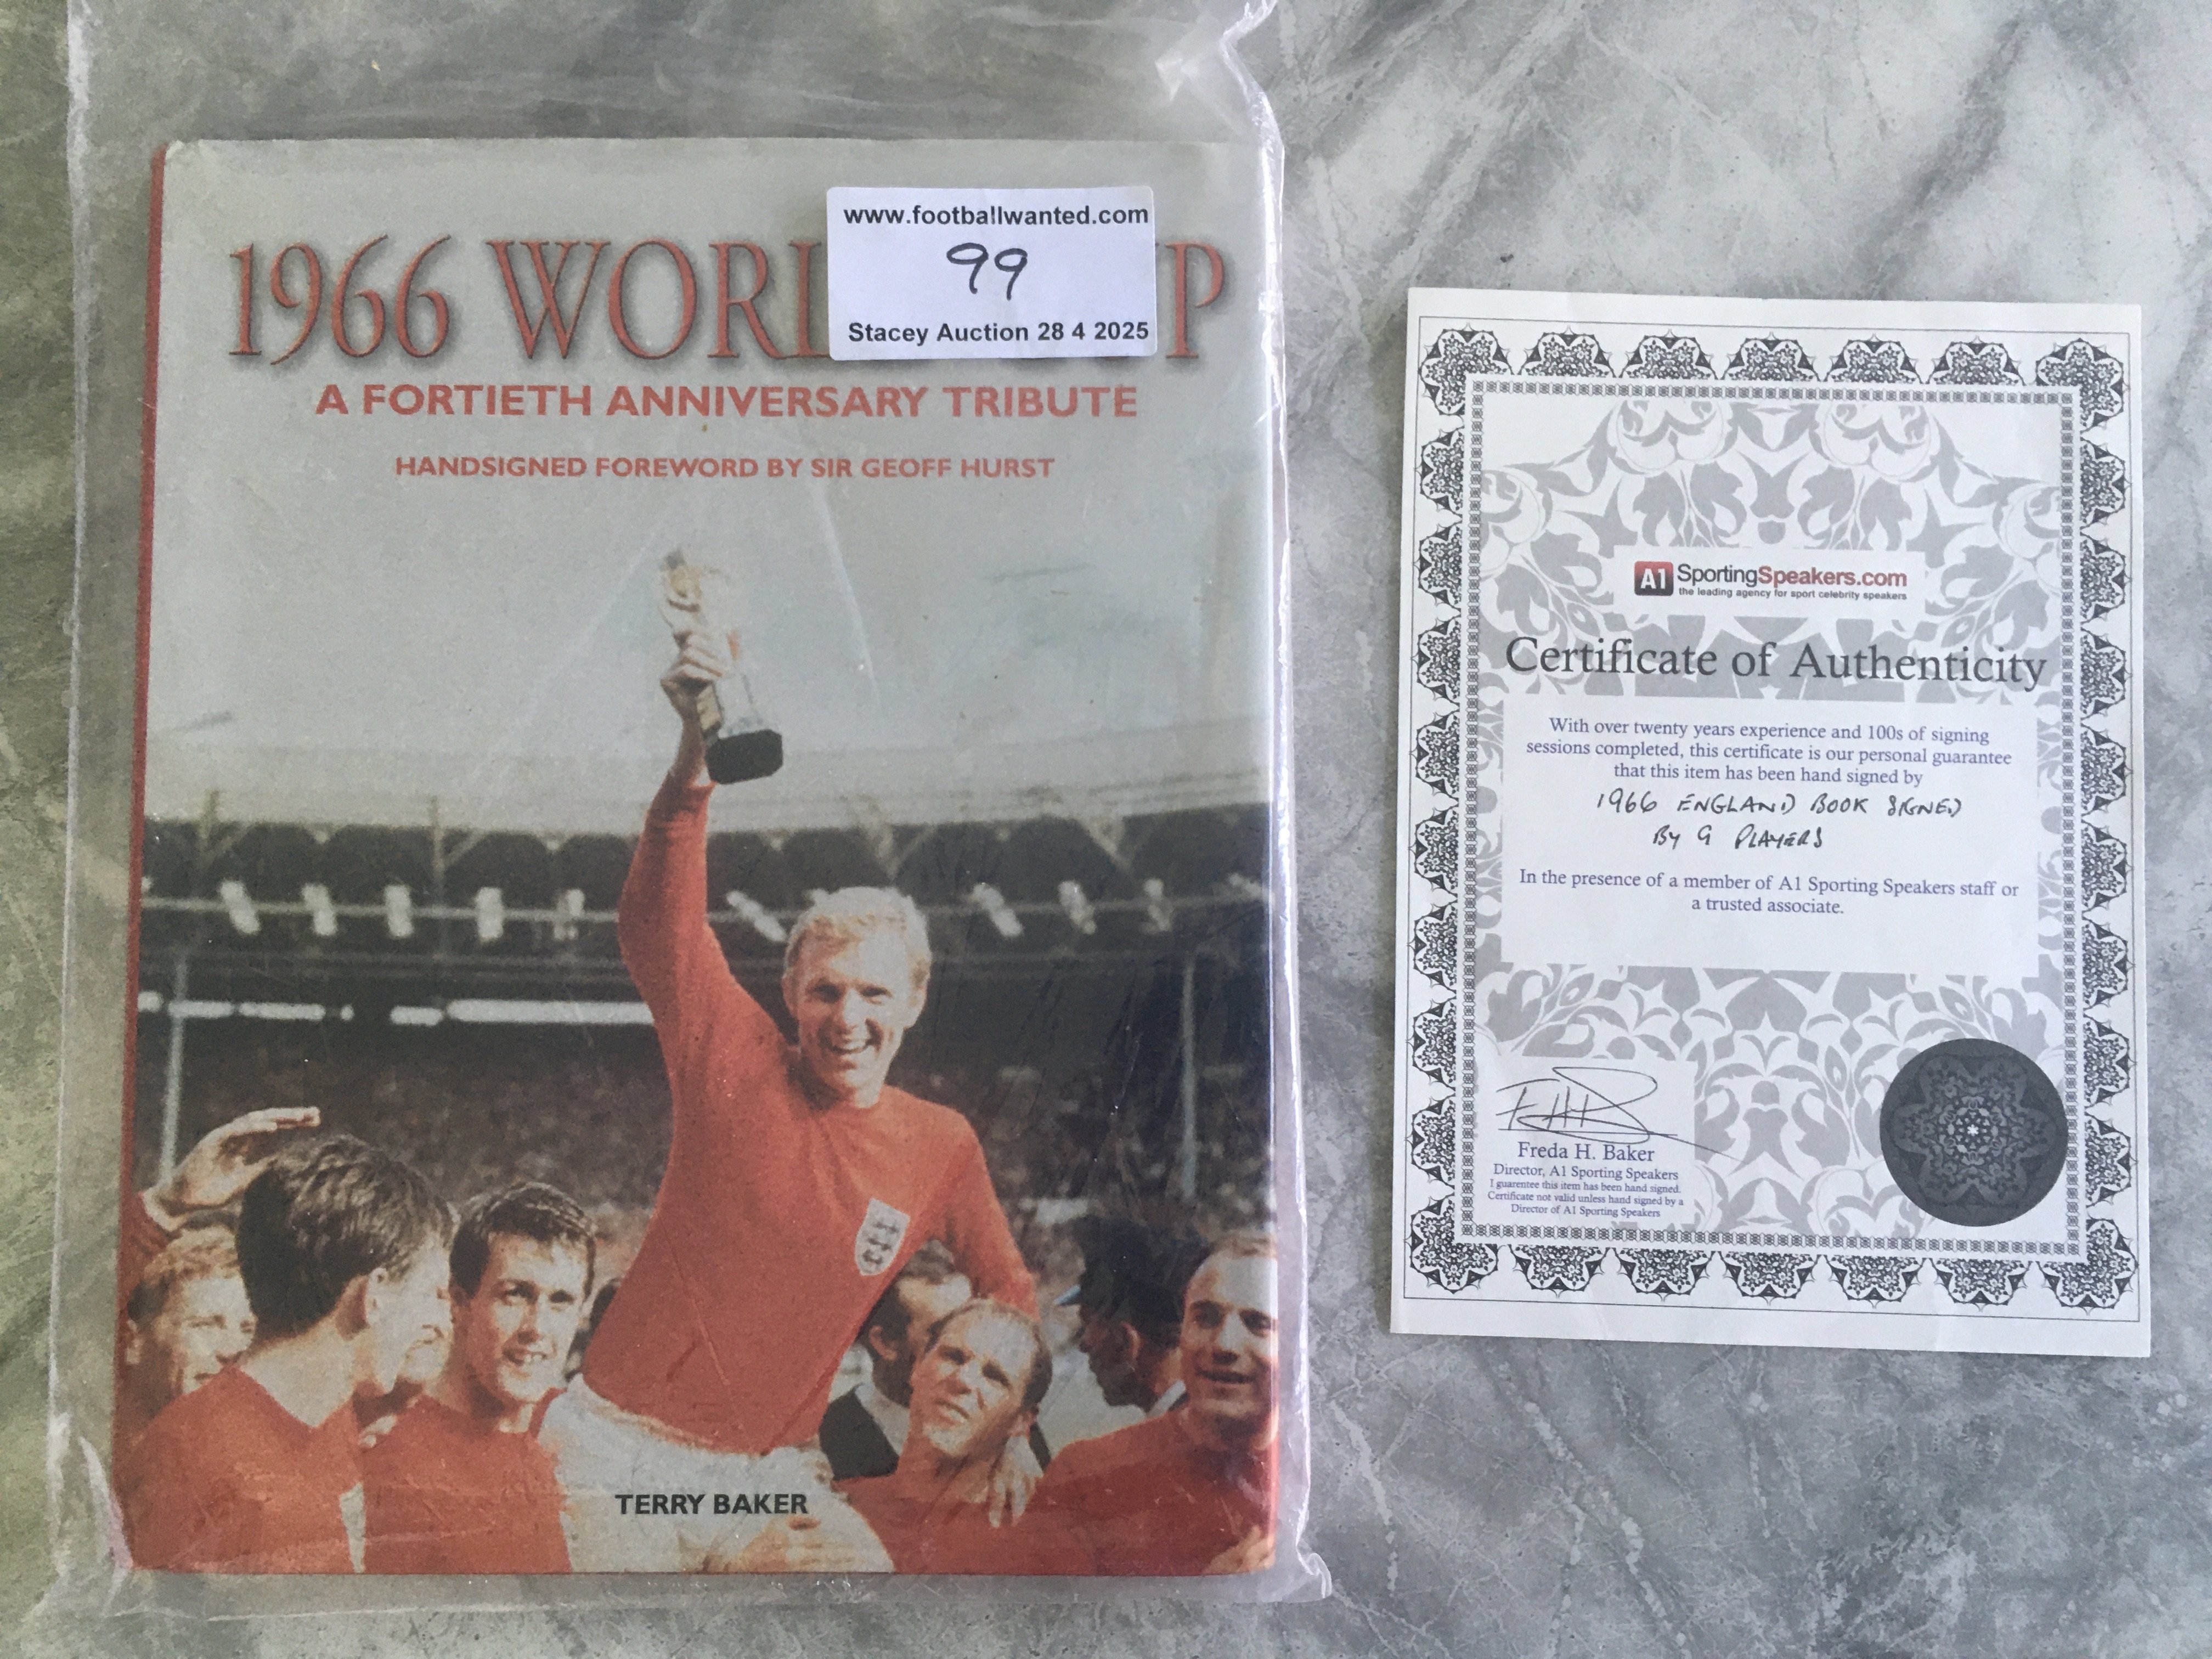 www.footballwanted.com
99
Stacey Auction 28 4 2025
1966 WORL P
A FORTIETH ANNIVERSARY TRIBUTE
HANDSIGNED FOREWORD BY SIR GEOFF HURST
TERRY BAKER
A1 SportingSpeakers.com
the leading agency for sport celebrity speakers
Certificate of Authenticity
With over twenty years experience and 100s of signing
sessions completed, this certificate is our personal guarantee
that this item has been hand signed by
1966 ENGLAND BOOK SIGNED
BY 9 PLAYERS
In the presence of a member of A1 Sporting Speakers staff or
a trusted associate.
Freda H. Baker
Director, A1 Sporting Speakers
I guarentee this item has been hand signed.
Certificate not valid unless hand signed by a
Director of A1 Sporting Speakers